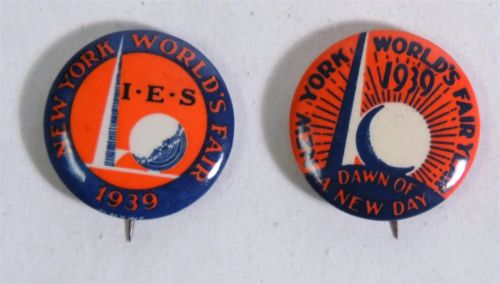 NEW YORK WORLD'S FAIR
I·E·S
1939
NEW YORK WORLD'S FAIR
1939
DAWN OF
A NEW DAY